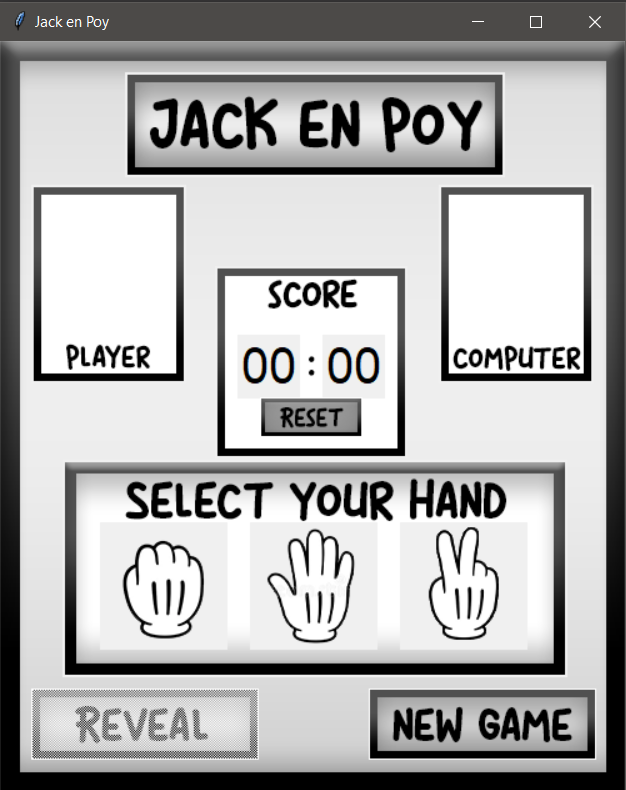 Jack en Poy
JACK EN POY
SCORE
PLAYER
COMPUTER
00 : 00
RESET
SELECT YOUR HAND
REVEAL
NEW GAME